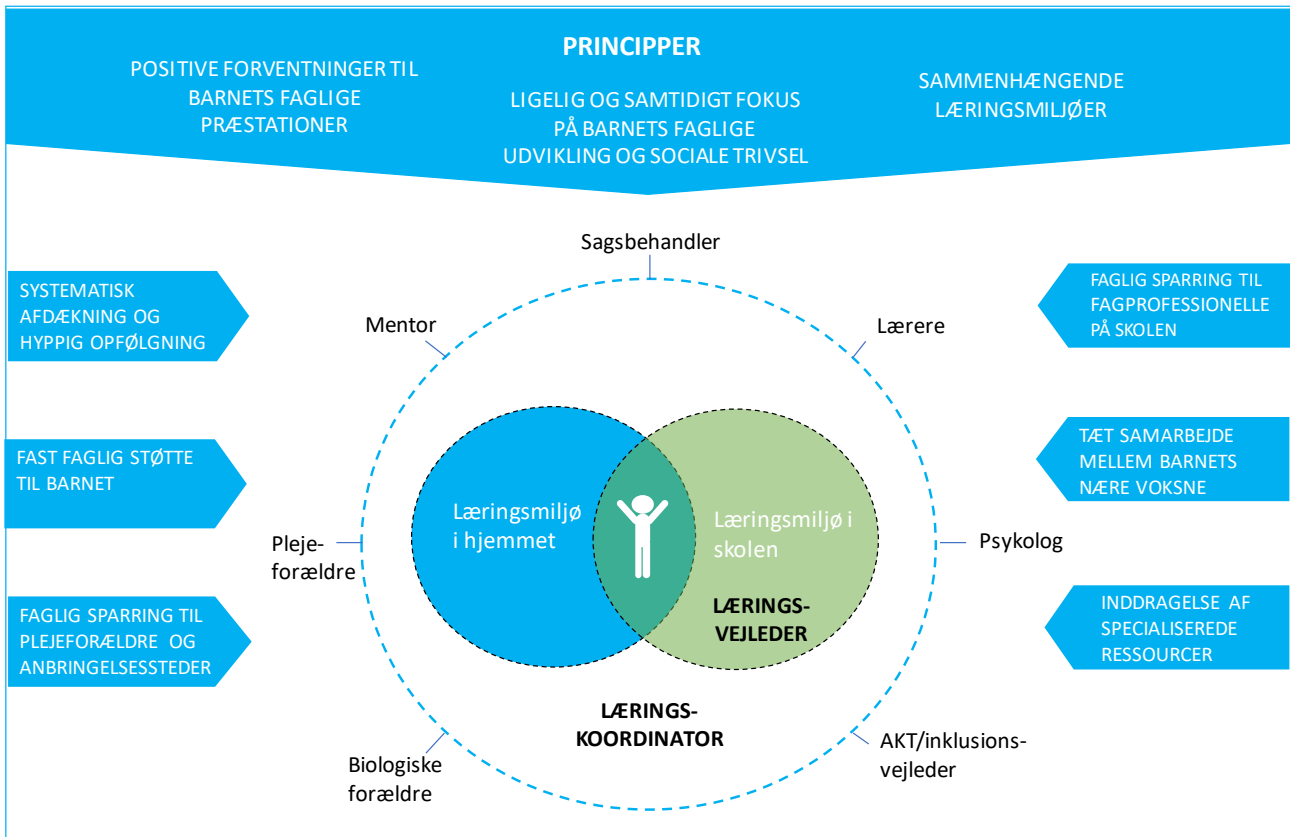 PRINCIPPER
POSITIVE FORVENTNINGER TIL
BARNETS FAGLIGE
PRÆSTATIONER
LIGELIG OG SAMTIDIGT FOKUS
PÅ BARNETS FAGLIGE
UDVIKLING OG SOCIALE TRIVSEL
SAMMENHÆNGENDE
LÆRINGSMILJØER
SYSTEMATISK
AFDÆKNING OG
HYPPIG OPFØLGNING
FAST FAGLIG STØTTE
TIL BARNET
FAGLIG SPARRING TIL
PLEJEFORÆLDRE OG
ANBRINGELSESSTEDER
Sagsbehandler
Mentor
Lærere
Pleje-
forældre
Psykolog
Biologiske
forældre
AKT/inklusions-
vejleder
Læringsmiljø
i hjemmet
Læringsmiljø i
skolen
LÆRINGS-
VEJLEDER
LÆRINGS-
KOORDINATOR
FAGLIG SPARRING TIL
FAGPROFESSIONELLE
PÅ SKOLEN
TÆT SAMARBEJDE
MELLEM BARNETS
NÆRE VOKSNE
INDDRAGELSE AF
SPECIALISEREDE
RESSOURCER